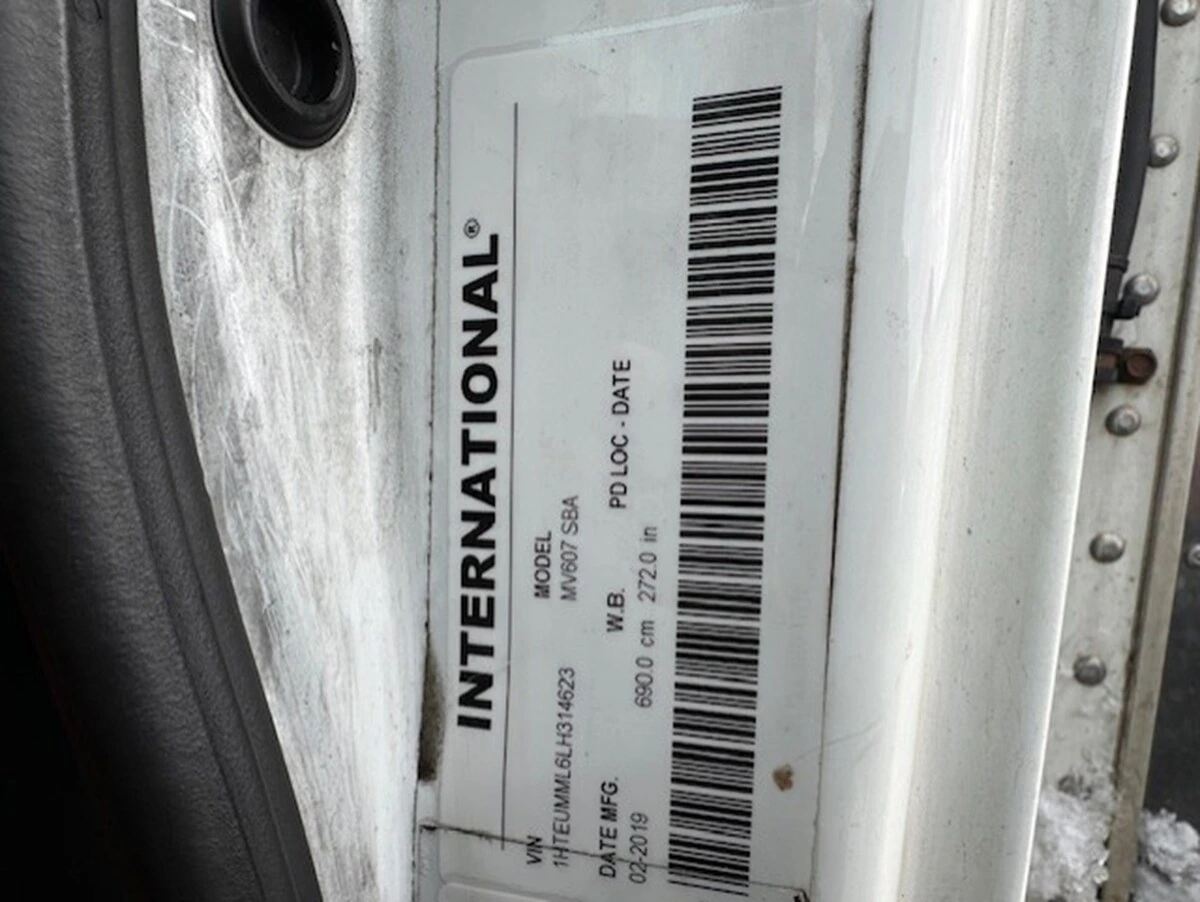 INTERNATIONAL®
VIN MODEL
1HTEUMML6LH314623 MV607 SBA
DATE MFG. W.B. PD LOC - DATE
02-2019 690.0 cm 272.0 in